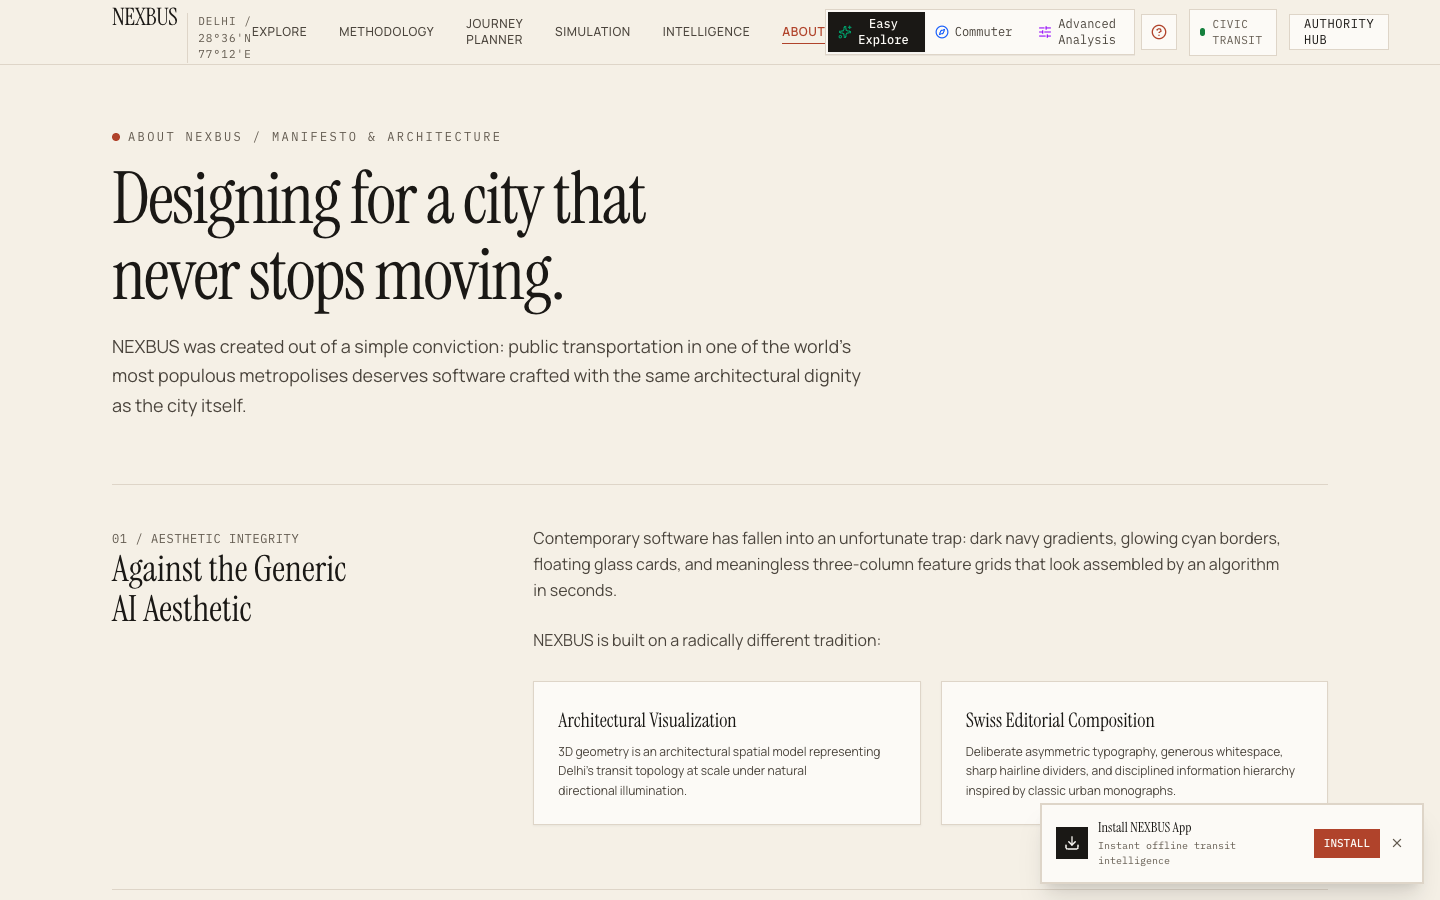 NEXBUS
DELHI /
28°36'N
77°12'E
EXPLORE
METHODOLOGY
JOURNEY
PLANNER
SIMULATION
INTELLIGENCE
ABOUT
Easy
Explore
Commuter
Advanced
Analysis
CIVIC
TRANSIT
AUTHORITY
HUB
ABOUT NEXBUS / MANIFESTO & ARCHITECTURE
Designing for a city that
never stops moving.
NEXBUS was created out of a simple conviction: public transportation in one of the world's
most populous metropolises deserves software crafted with the same architectural dignity
as the city itself.
01 / AESTHETIC INTEGRITY
Against the Generic
AI Aesthetic
Contemporary software has fallen into an unfortunate trap: dark navy gradients, glowing cyan borders,
floating glass cards, and meaningless three-column feature grids that look assembled by an algorithm
in seconds.
NEXBUS is built on a radically different tradition:
Architectural Visualization
3D geometry is an architectural spatial model representing
Delhi's transit topology at scale under natural
directional illumination.
Swiss Editorial Composition
Deliberate asymmetric typography, generous whitespace,
sharp hairline dividers, and disciplined information hierarchy
inspired by classic urban monographs.
Install NEXBUS App
Instant offline transit
intelligence
INSTALL